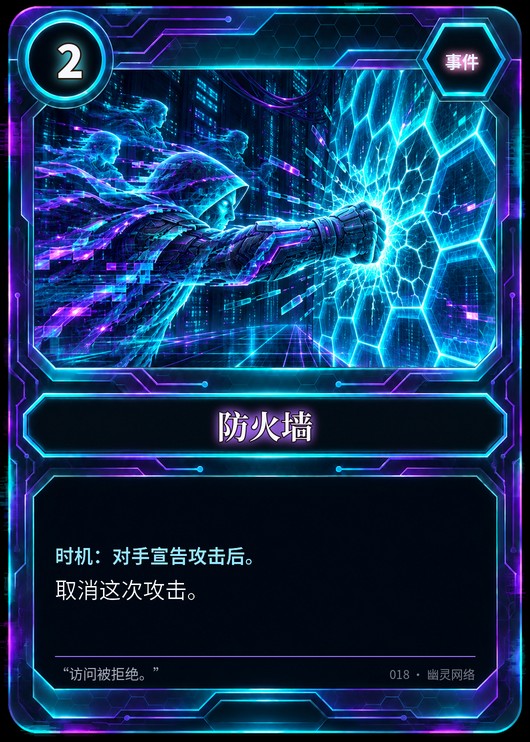 2
事件
防火墙
时机：对手宣告攻击后。
取消这次攻击。
“访问被拒绝。”
018 · 幽灵网络